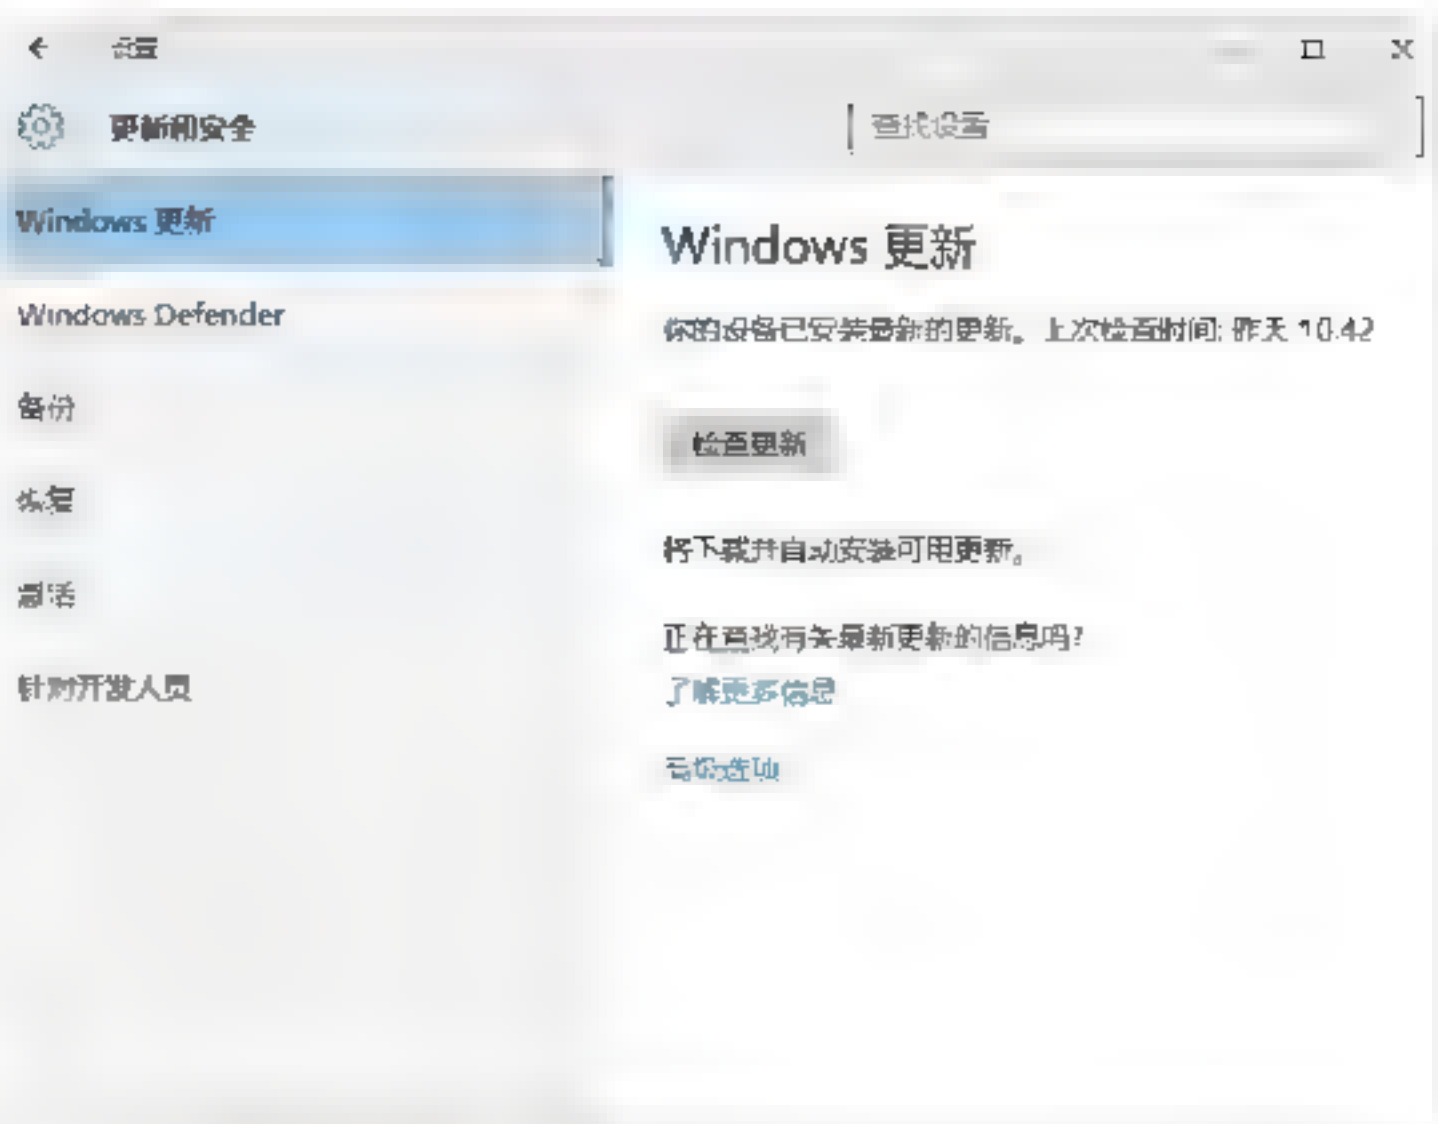 设置
更新和安全
查找设置
Windows 更新
Windows Defender
备份
恢复
激活
针对开发人员
Windows 更新
你的设备已安装最新的更新。上次检查时间: 昨天 10:42
检查更新
将下载并自动安装可用更新。
正在查找有关最新更新的信息吗?
了解更多信息
高级选项